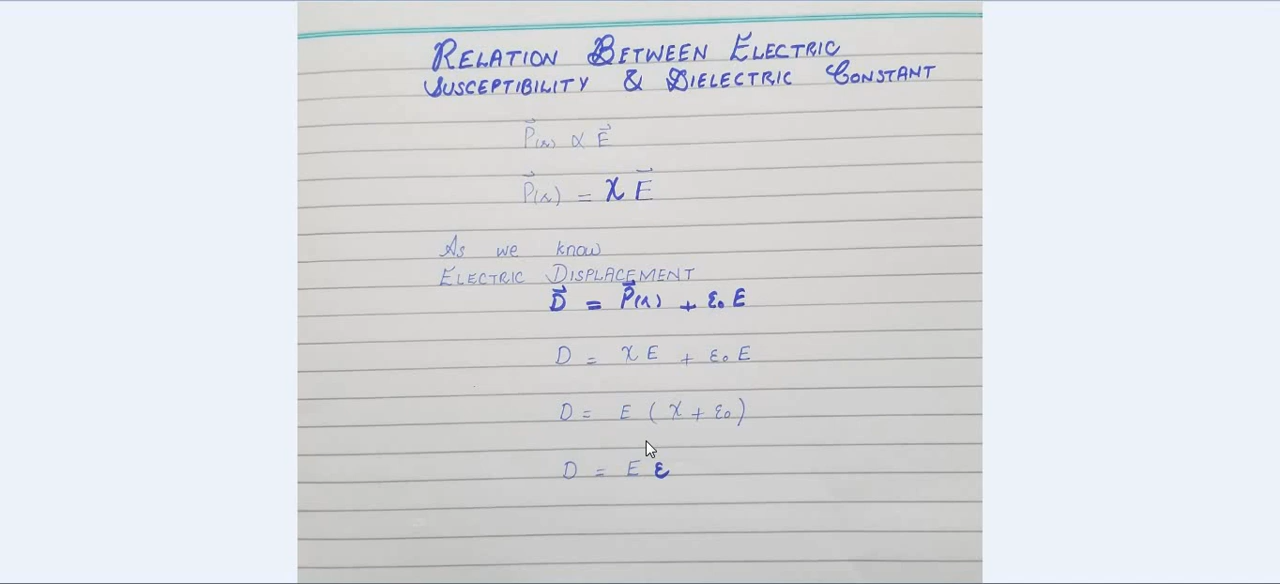 RELATION BETWEEN ELECTRIC
SUSCEPTIBILITY & DIELECTRIC CONSTANT
P⃗(r) ∝ E⃗
P⃗(r) = χ E⃗
As we know
ELECTRIC DISPLACEMENT
D⃗ = P⃗(r) + ε₀ E
D = χ E + ε₀ E
D = E ( χ + ε₀ )
D = E ε